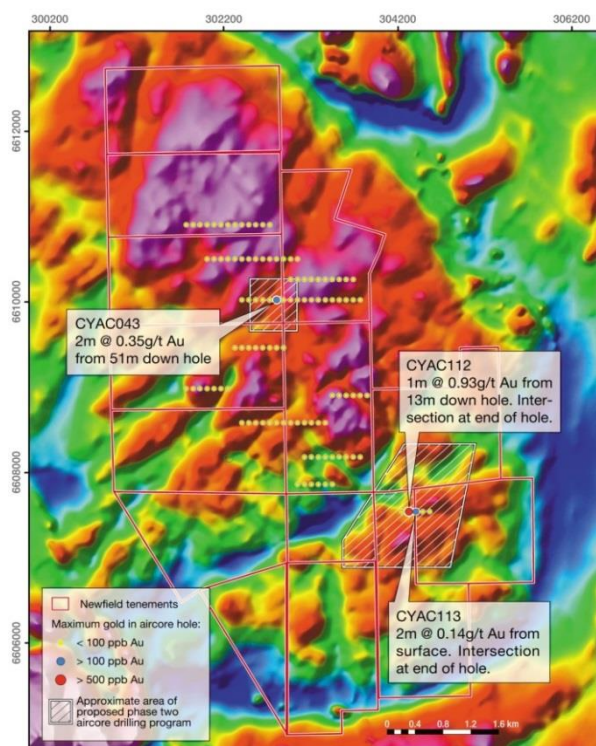 300200
302200
304200
306200
6612000
6610000
6608000
6606000
CYAC043
2m @ 0.35g/t Au
from 51m down hole
CYAC112
1m @ 0.93g/t Au from
13m down hole. Inter-
section at end of hole.
CYAC113
2m @ 0.14g/t Au from
surface. Intersection
at end of hole.
Newfield tenements
Maximum gold in aircore hole:
< 100 ppb Au
> 100 ppb Au
> 500 ppb Au
Approximate area of
proposed phase two
aircore drilling program
0 0.4 0.8 1.2 1.6 km